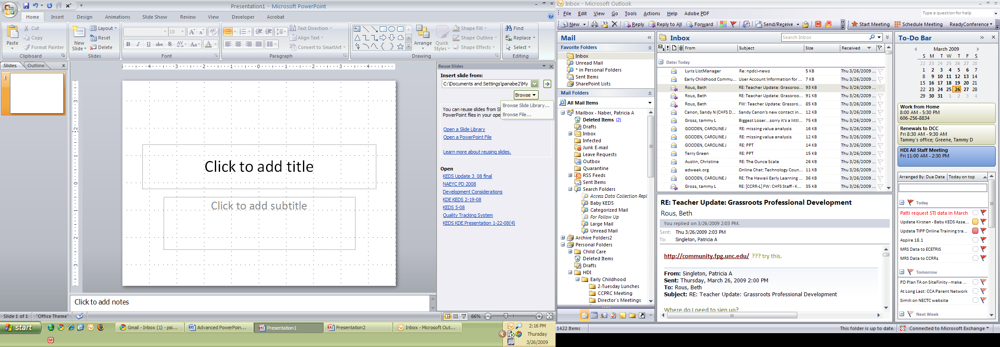 Presentation1 - Microsoft PowerPoint
Home Insert Design Animations Slide Show Review View Developer Acrobat
Paste
Cut
Copy
Format Painter
Clipboard
New Slide
Layout
Reset
Delete
Slides
18
B I U abc S AV Aa A
Font
Text Direction
Align Text
Convert to SmartArt
Paragraph
Arrange
Quick Styles
Shape Fill
Shape Outline
Shape Effects
Drawing
Find
Replace
Select
Editing
Slides Outline
1
Click to add title
Click to add subtitle
Click to add notes
Reuse Slides
Insert slide from:
C:\Documents and Settings\panabe2\My
Browse
Browse Slide Library...
Browse File...
You can reuse slides from Sl
PowerPoint files in your ope
Open a Slide Library
Open a PowerPoint File
Learn more about reusing slides.
Open
KEDS Update 3_08 final
NAEYC PD 2008
Development Considerations
KDE KEDS 2-19-08
KEDS 5-08
Quality Tracking System
KEDS KDE Presentation 1-22-08(4)
Slide 1 of 1 "Office Theme" 66%
start
Gmail - Inbox (1) - psi...
Advanced PowerPoin...
Presentation1
Presentation2
Inbox - Microsoft Out...
2:16 PM
Thursday
3/26/2009
Inbox - Microsoft Outlook
File Edit View Go Tools Actions Help Adobe PDF
Type a question for help
New Reply Reply to All Forward Send/Receive Start Meeting Schedule Meeting ReadyConference
Mail
Favorite Folders
Inbox
Unread Mail
* in Personal Folders
Sent Items
SharePoint Lists
Mail Folders
All Mail Items
Mailbox - Naber, Patricia A
Deleted Items (2)
Drafts
Inbox
Infected
Junk E-mail
Leave Requests
Outbox
Quarantine
RSS Feeds
Sent Items
Search Folders
Access Data Collection Repl
Baby KEDS
Categorized Mail
For Follow Up
Large Mail
Unread Mail
Archive Folders2
Personal Folders
Child Care
Deleted Items
Drafts
HDI
Early Childhood
2-Tuesday Lunches
CCPRC Meeting
Director's Meetings
Inbox
Search Inbox
From Subject Size Received
Date: Today
Lyris ListManager Re: npdci-news 5 KB Thu 3/26/2009 ...
Early Childhood Commu... User Account Information for ... 7 KB Thu 3/26/2009 ...
Rous, Beth RE: Teacher Update: Grassroo... 93 KB Thu 3/26/2009 ...
Rous, Beth RE: Teacher Update: Grassroo... 91 KB Thu 3/26/2009 ...
Rous, Beth FW: Teacher Update: Grassro... 85 KB Thu 3/26/2009 ...
Canon, Sandy N (CHFS D... Sandy Canon's new contact in... 12 KB Thu 3/26/2009 ...
Gross, tammy L Biggest Loser...sorry it's a littl... 75 KB Thu 3/26/2009 ...
GOODEN, CAROLINE J RE: missing value analysis 16 KB Thu 3/26/2009 ...
GOODEN, CAROLINE J RE: missing value analysis 12 KB Thu 3/26/2009 ...
GOODEN, CAROLINE J RE: PPT 14 KB Thu 3/26/2009 ...
Terry Green RE: PPT 15 KB Thu 3/26/2009 ...
Austin, Christine RE: The Ounce Scale 26 KB Thu 3/26/2009 ...
edweek.org Online Chat: Technology Coun... 11 KB Thu 3/26/2009 ...
GOODEN, CAROLINE J RE: The Hawaii Early Learning ... 36 KB Thu 3/26/2009 ...
Gross, tammy L RE: [CCRR-L] FW: CHFS Staff - K... 35 KB Thu 3/26/2009 ...
RE: Teacher Update: Grassroots Professional Development
Rous, Beth
You replied on 3/26/2009 2:03 PM.
Sent: Thu 3/26/2009 2:03 PM
To: Singleton, Patricia A
http://community.fpg.unc.edu/ ??? try this.
From: Singleton, Patricia A
Sent: Thursday, March 26, 2009 2:00 PM
To: Rous, Beth
Subject: RE: Teacher Update: Grassroots Professional Development
Where do I need to sign up?
To-Do Bar
March 2009
S M T W T F S
22 23 24 25 26 27 28
1 2 3 4 5 6 7
8 9 10 11 12 13 14
15 16 17 18 19 20 21
22 23 24 25 26 27 28
29 30 31 1 2 3 4
Work from Home
8:00 AM - 5:30 PM
606-256-8834
Renewals to DCC
Fri 8:30 AM - 9:30 AM
Tammy's office; Greene, Tammy D
HDI All Staff Meeting
Fri 11:00 AM - 2:30 PM
Arranged By: Due Date Today on top
Today
Patti request STI data in March
Update Kirsten - Baby KEDS Asse...
Update TIPP Online Training tra...
Aspire 18.1
MRS Data to ECETRIS
MRS Data to CCRRs
Tomorrow
PD Plan TA on SiteFinity - make ...
At Long Last: CCA Parent Network
Simili on NECTC website
Next Week
1422 Items
This folder is up to date.
Connected to Microsoft Exchange